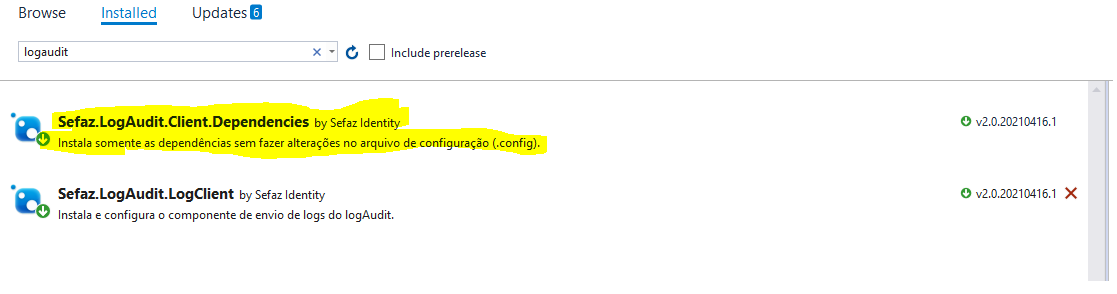 Browse Installed Updates 6
logaudit Include prerelease
Sefaz.LogAudit.Client.Dependencies by Sefaz Identity v2.0.20210416.1
Instala somente as dependências sem fazer alterações no arquivo de configuração (.config).
Sefaz.LogAudit.LogClient by Sefaz Identity v2.0.20210416.1
Instala e configura o componente de envio de logs do logAudit.